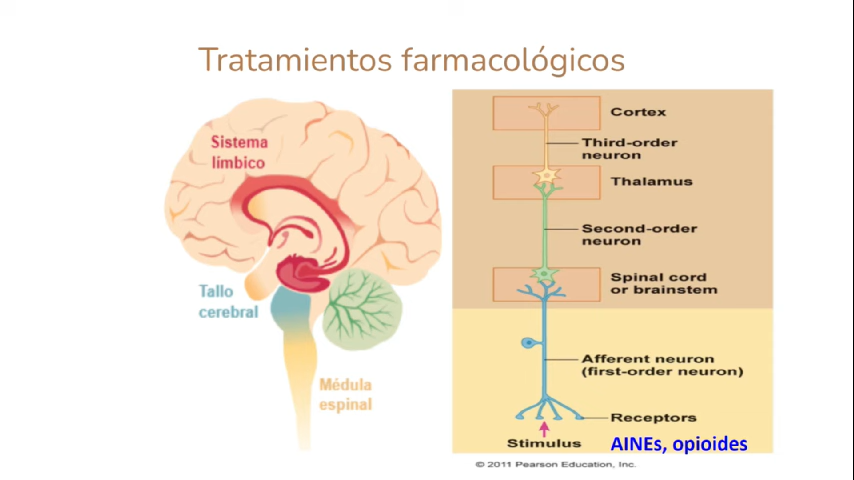 Tratamientos farmacológicos
Sistema
límbico
Tallo
cerebral
Médula
espinal
Cortex
Third-order
neuron
Thalamus
Second-order
neuron
Spinal cord
or brainstem
Afferent neuron
(first-order neuron)
Receptors
Stimulus
AINEs, opioides
© 2011 Pearson Education, Inc.